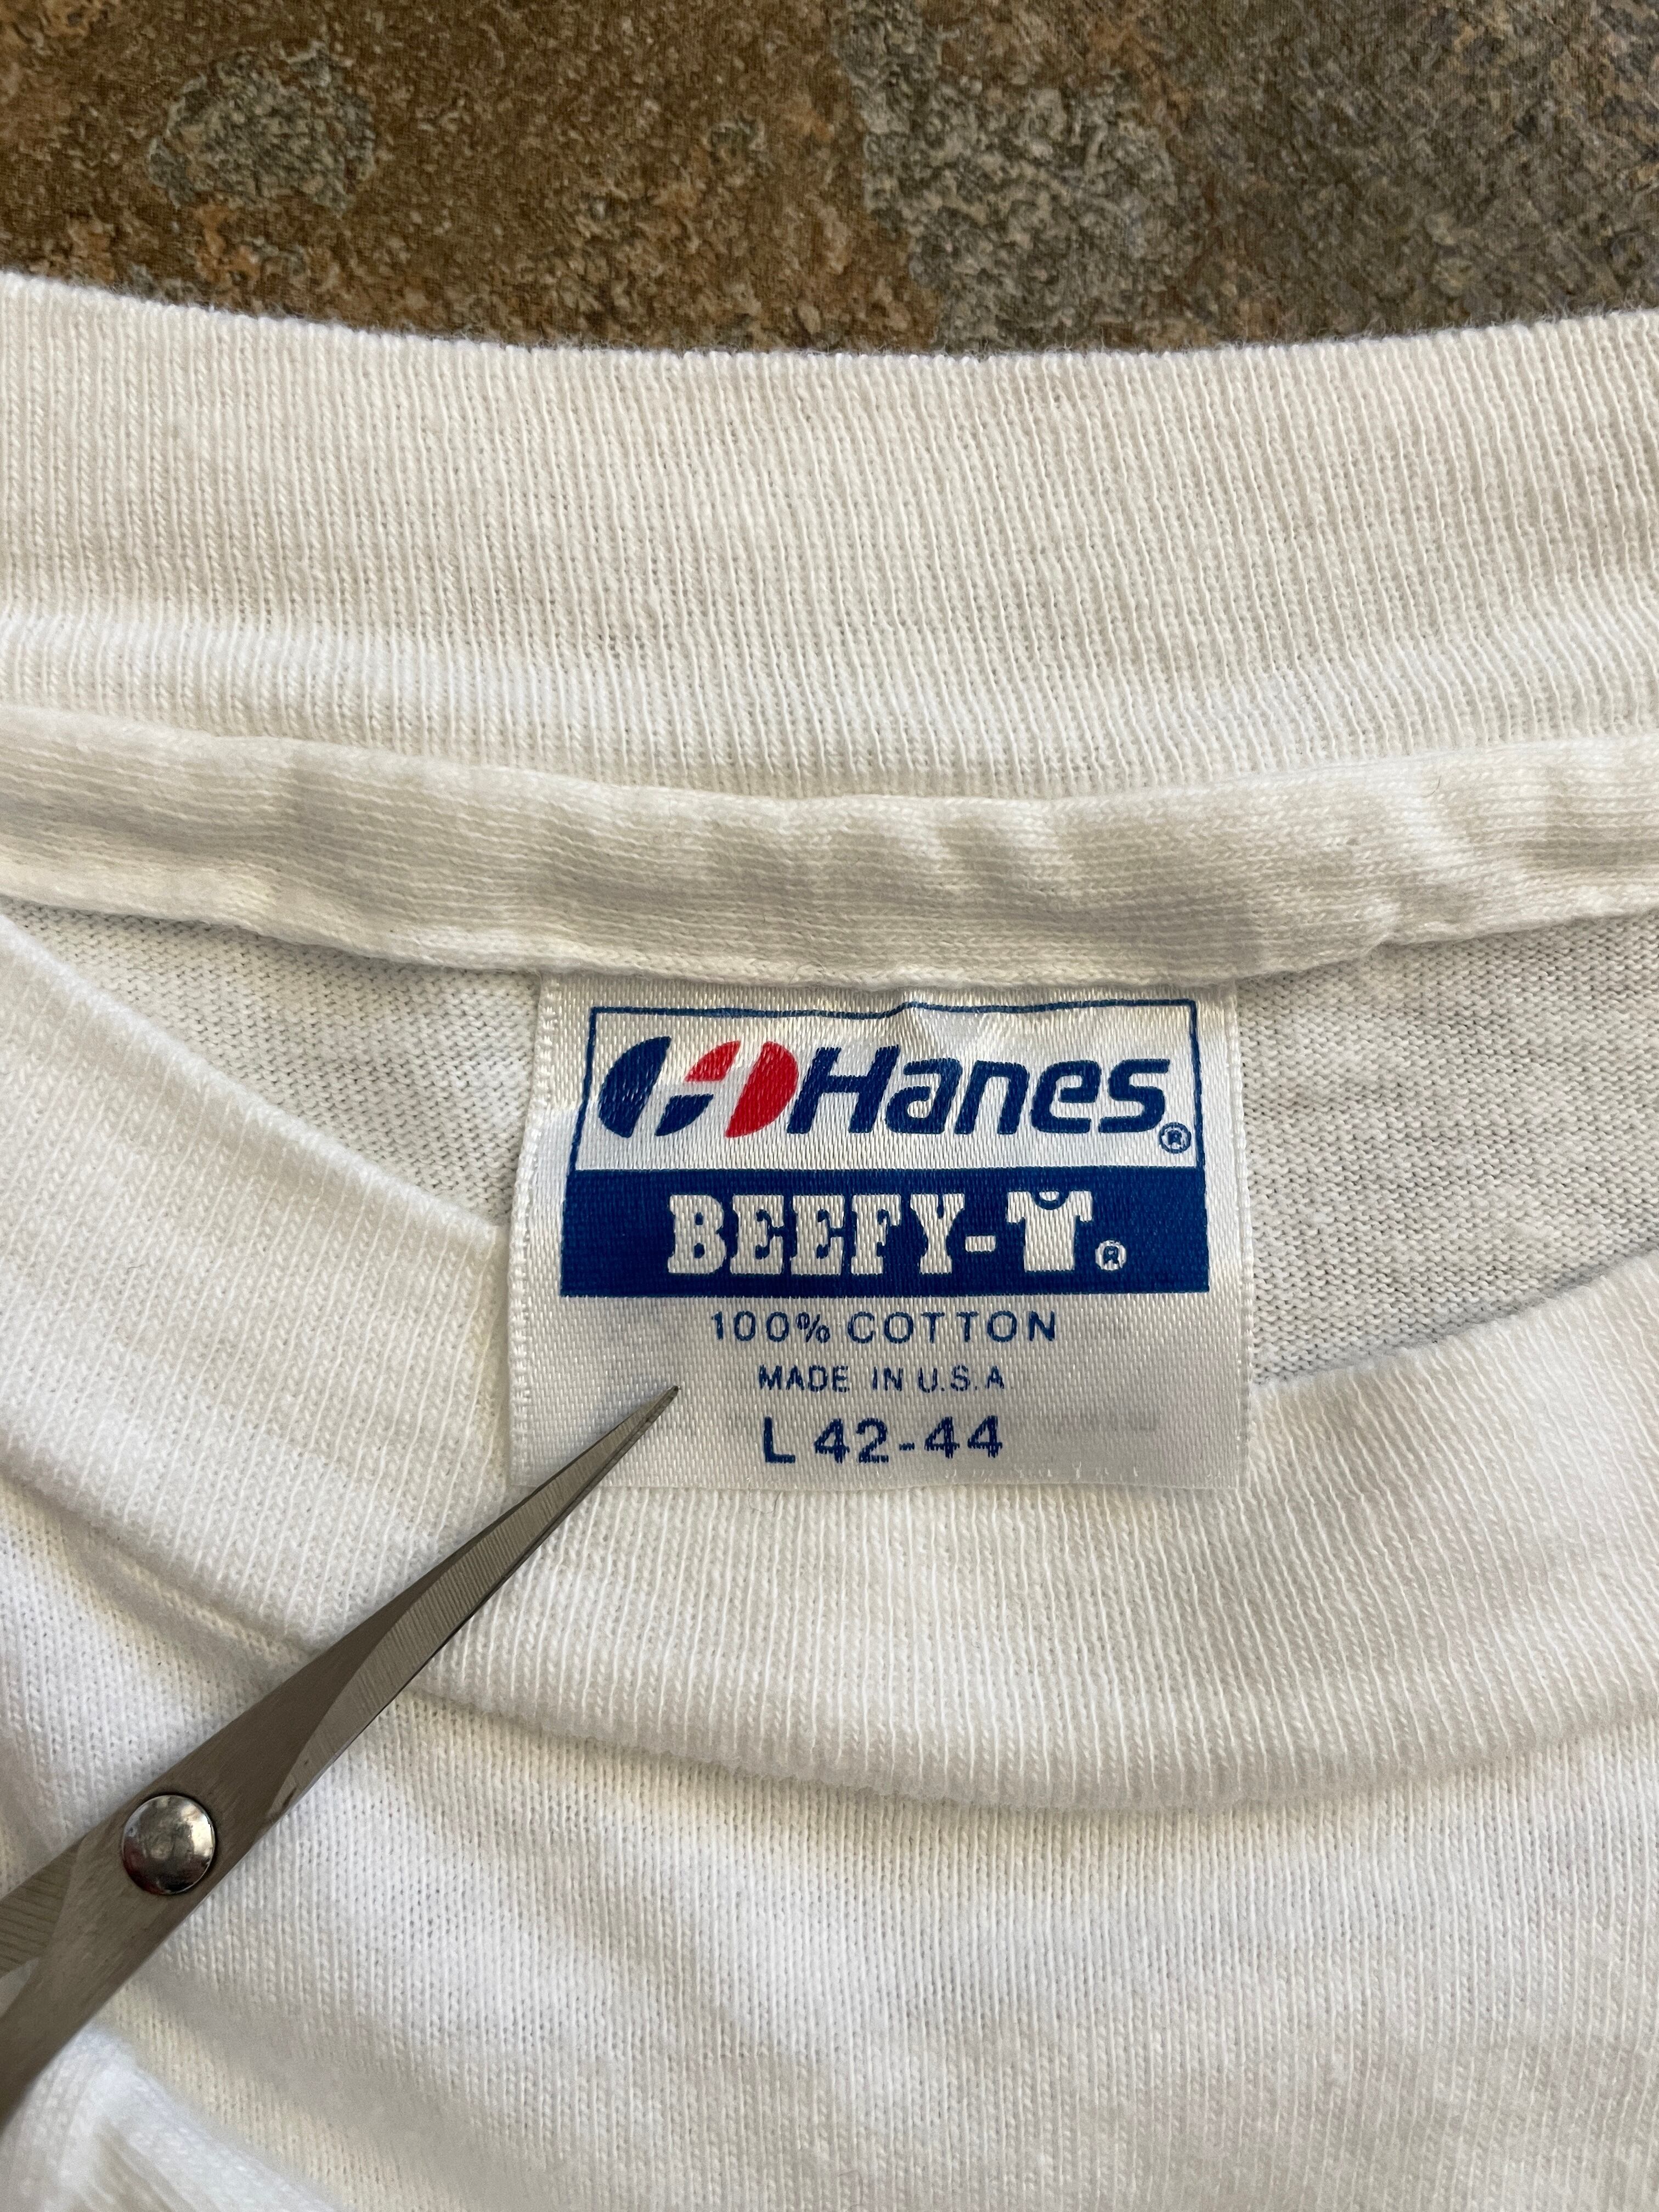 Hanes®
BEEFY-T®
100% COTTON
MADE IN U.S.A
L 42-44